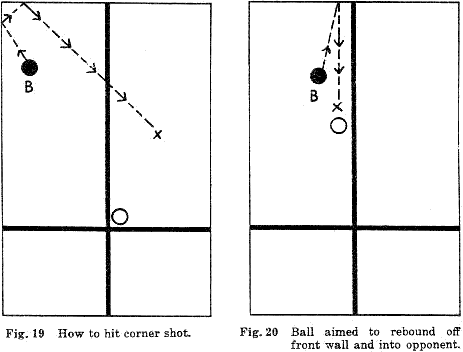 B
x
Fig. 19 How to hit corner shot.
B
x
Fig. 20 Ball aimed to rebound off
front wall and into opponent.